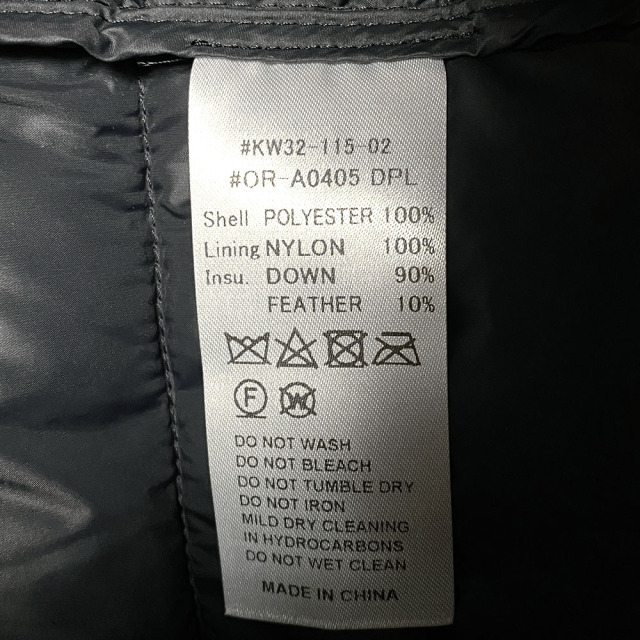 #KW32-115-02
#OR-A0405 DPL
Shell POLYESTER 100%
Lining NYLON 100%
Insu. DOWN 90%
FEATHER 10%
F W
DO NOT WASH
DO NOT BLEACH
DO NOT TUMBLE DRY
DO NOT IRON
MILD DRY CLEANING
IN HYDROCARBONS
DO NOT WET CLEAN
MADE IN CHINA